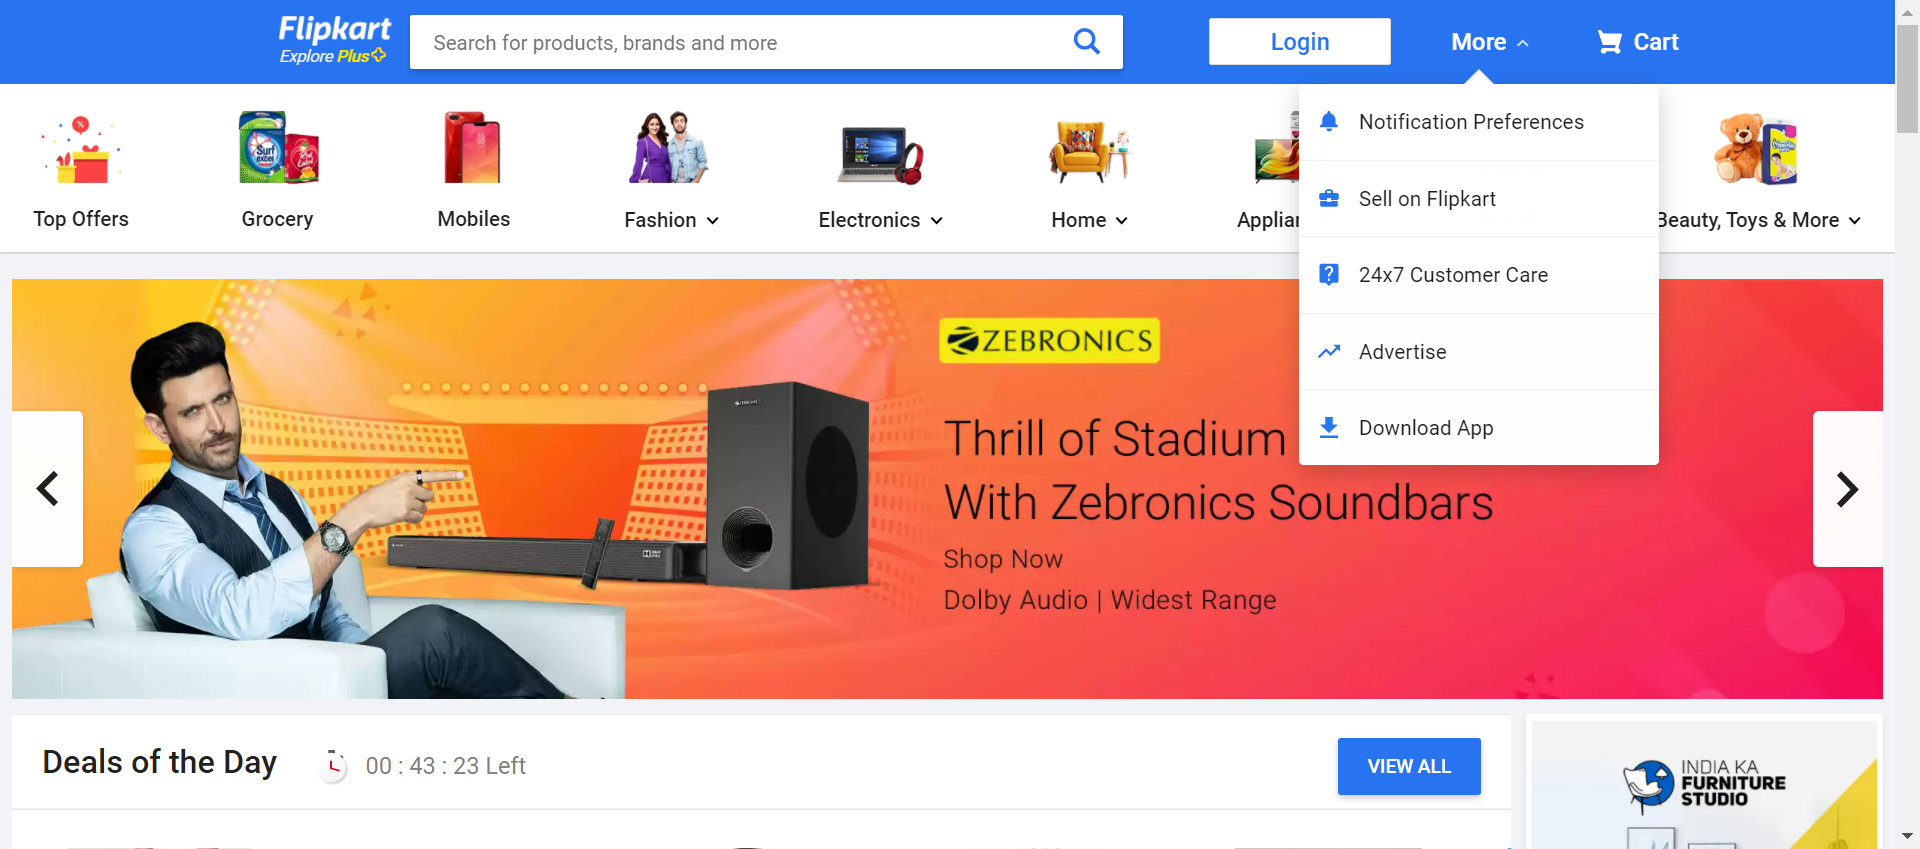 Flipkart
Explore Plus
Search for products, brands and more
Login
More
Cart
Notification Preferences
Sell on Flipkart
24x7 Customer Care
Advertise
Download App
Top Offers
Grocery
Mobiles
Fashion
Electronics
Home
Applian
Beauty, Toys & More
ZEBRONICS
Thrill of Stadium
With Zebronics Soundbars
Shop Now
Dolby Audio | Widest Range
Deals of the Day
00 : 43 : 23 Left
VIEW ALL
INDIA KA
FURNITURE
STUDIO